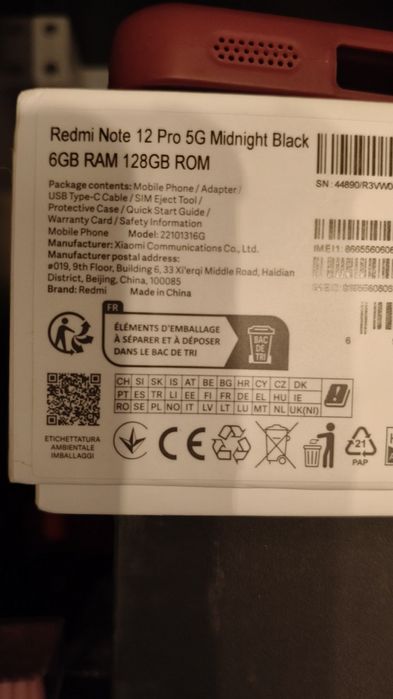 Redmi Note 12 Pro 5G Midnight Black
6GB RAM 128GB ROM
Package contents: Mobile Phone / Adapter /
USB Type-C Cable / SIM Eject Tool /
Protective Case / Quick Start Guide /
Warranty Card / Safety Information
Mobile Phone Model: 22101316G
Manufacturer: Xiaomi Communications Co., Ltd.
Manufacturer postal address:
#019, 9th Floor, Building 6, 33 Xi'erqi Middle Road, Haidian
District, Beijing, China, 100085
Brand: Redmi Made in China
SN: 44890/R3VW0
IMEI1:
6
FR
ÉLÉMENTS D'EMBALLAGE
À SÉPARER ET À DÉPOSER
DANS LE BAC DE TRI
BAC
DE
TRI
CH SI SK IS AT BE BG HR CY CZ DK
PT ES TR LI EE FI FR DE EL HU IE
RO SE PL NO IT LV LT LU MT NL UK(NI)
ETICHETTATURA
AMBIENTALE
IMBALLAGGI
CE
21
PAP